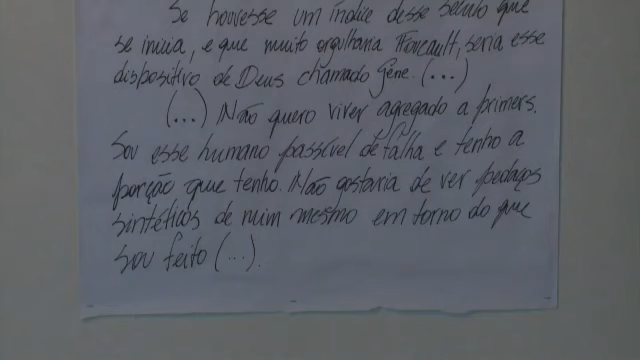 Se houvesse um índice desse século que
se inicia, e que muito orgulharia Foucault, seria esse
dispositivo de Deus chamado Gene. (...)
(...) Não quero viver agregado a primers.
Sou esse humano passível de falha e tenho a
porção que tenho. Não gostaria de ver pedaços
sintéticos de mim mesmo em torno do que
sou feito (...).